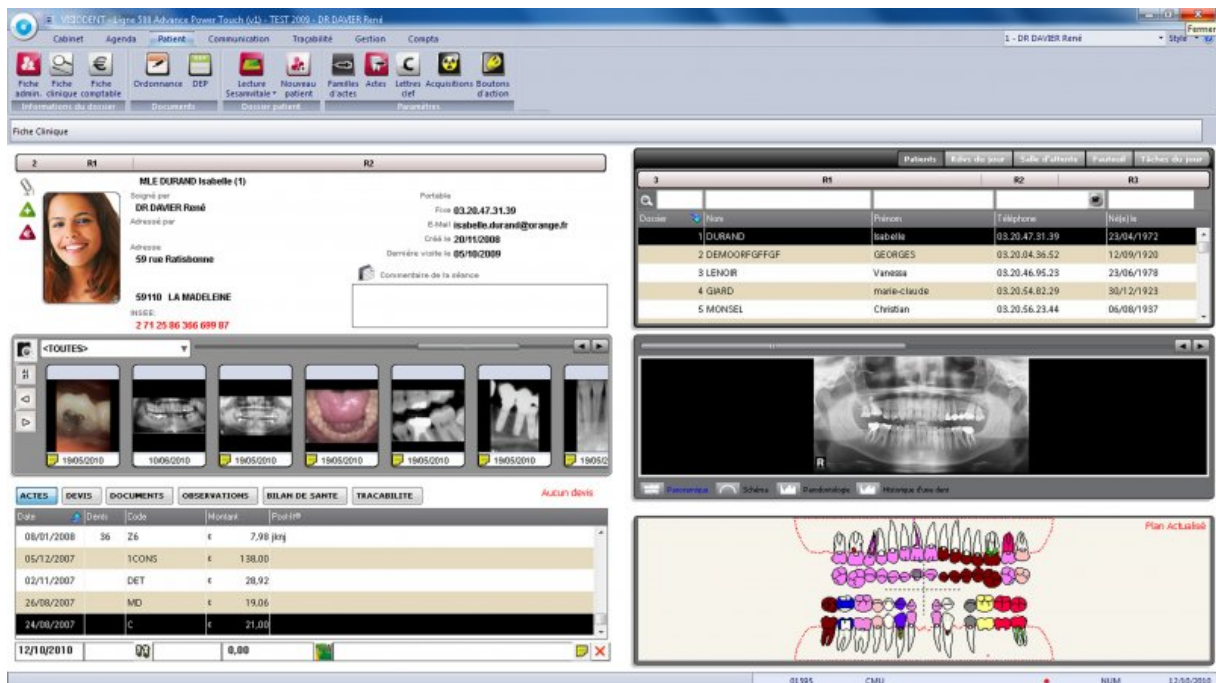 VISIODENT - Ligne 500 Advance Power Touch (v1) - TEST 2009 - DR DAVIER René
Fermer
Cabinet Agenda Patient Communication Traçabilité Gestion Compta
1 - DR DAVIER René Style
Fiche admin. Fiche clinique Fiche comptable Ordonnance DEP Lecture Sesamvitale Nouveau patient Familles d'actes Actes Lettres clef Acquisitions Boutons d'action
Informations du dossier Documents Dossier patient Paramètres
Fiche Clinique
2 R1 R2
MLE DURAND Isabelle (1)
Soigné par
DR DAVIER René
Adressé par
Adresse
59 rue Ratisbonne
59110 LA MADELEINE
INSEE:
2 71 25 86 366 699 87
Portable
Fixe 03.20.47.31.39
E-Mail isabelle.durand@orange.fr
Créé le 20/11/2008
Dernière visite le 05/10/2009
Commentaire de la séance
Patients Rdvs du jour Salle d'attente Fauteuil Tâches du jour
3 R1 R2 R3
Dossier Nom Prénom Téléphone Né(e) le
1 DURAND Isabelle 03.20.47.31.39 23/04/1972
2 DEMOORFGFFGF GEORGES 03.20.04.36.52 12/09/1920
3 LENOIR Vanessa 03.20.46.95.23 23/06/1978
4 GIARD marie-claude 03.20.54.82.29 30/12/1923
5 MONSEL Christian 03.20.56.23.44 06/08/1937
<TOUTES>
19/05/2010 10/06/2010 19/05/2010 19/05/2010 19/05/2010 19/05/2010 19/05/2
R
Panoramique Schéma Parodontologie Historique d'une dent
ACTES DEVIS DOCUMENTS OBSERVATIONS BILAN DE SANTE TRACABILITE
Aucun devis
Date Dents Code Montant Post-It®
08/01/2008 36 Z6 € 7,98 jknj
05/12/2007 1CONS € 138,00
02/11/2007 DET € 28,92
26/08/2007 MD € 19,06
24/08/2007 C € 21,00
12/10/2010 0,00
Plan Actualisé
01595 CMU NUM 12/10/2010